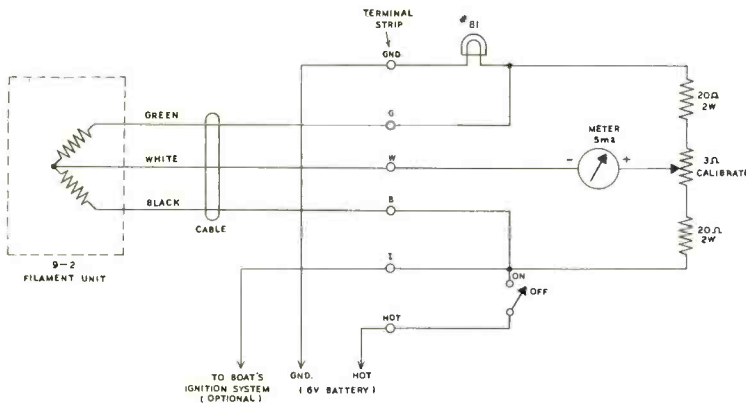 TERMINAL
STRIP
#81
GND.
GREEN
G
20Ω
2W
METER
5ma
WHITE
W
-
+
3Ω
CALIBRATE
BLACK
B
CABLE
20Ω
2W
9-2
FILAMENT UNIT
I
ON
OFF
HOT
TO BOAT'S
IGNITION SYSTEM
(OPTIONAL)
GND.
HOT
(6V BATTERY)